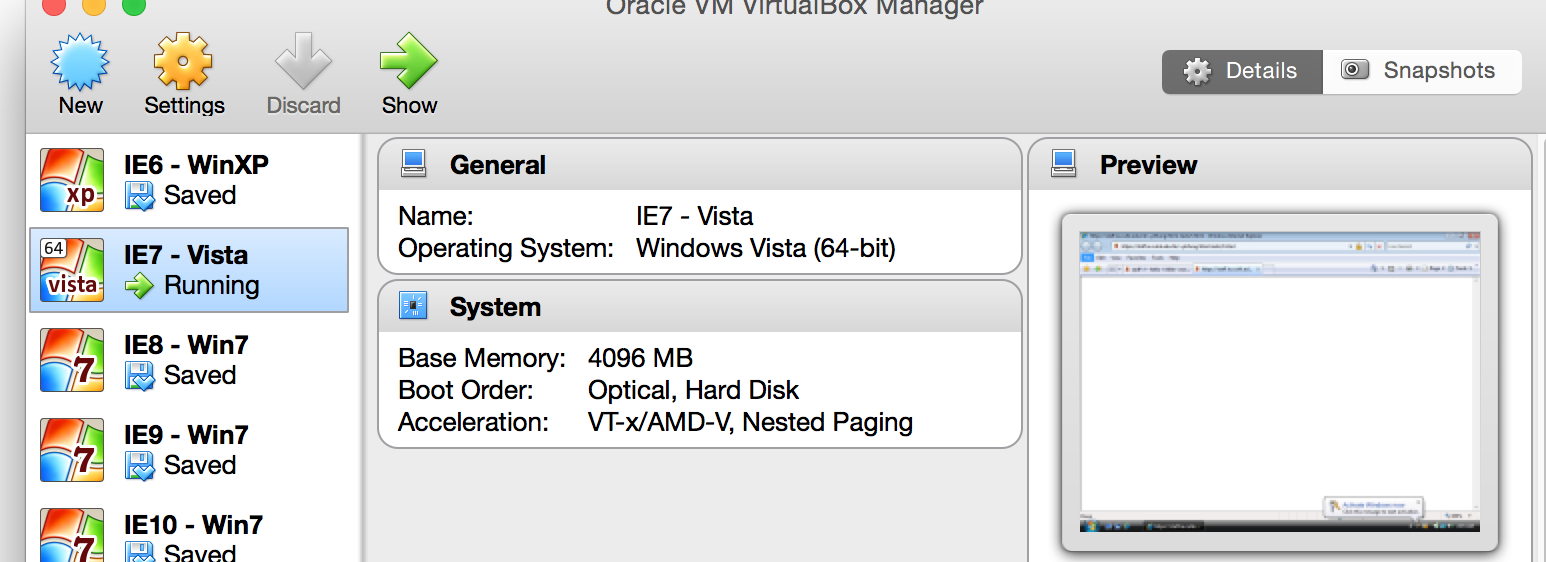 Oracle VM VirtualBox Manager
New
Settings
Discard
Show
Details
Snapshots
xp
IE6 - WinXP
Saved
64
vista
IE7 - Vista
Running
7
IE8 - Win7
Saved
7
IE9 - Win7
Saved
7
IE10 - Win7
Saved
General
Name: IE7 - Vista
Operating System: Windows Vista (64-bit)
System
Base Memory: 4096 MB
Boot Order: Optical, Hard Disk
Acceleration: VT-x/AMD-V, Nested Paging
Preview
Activate Windows now